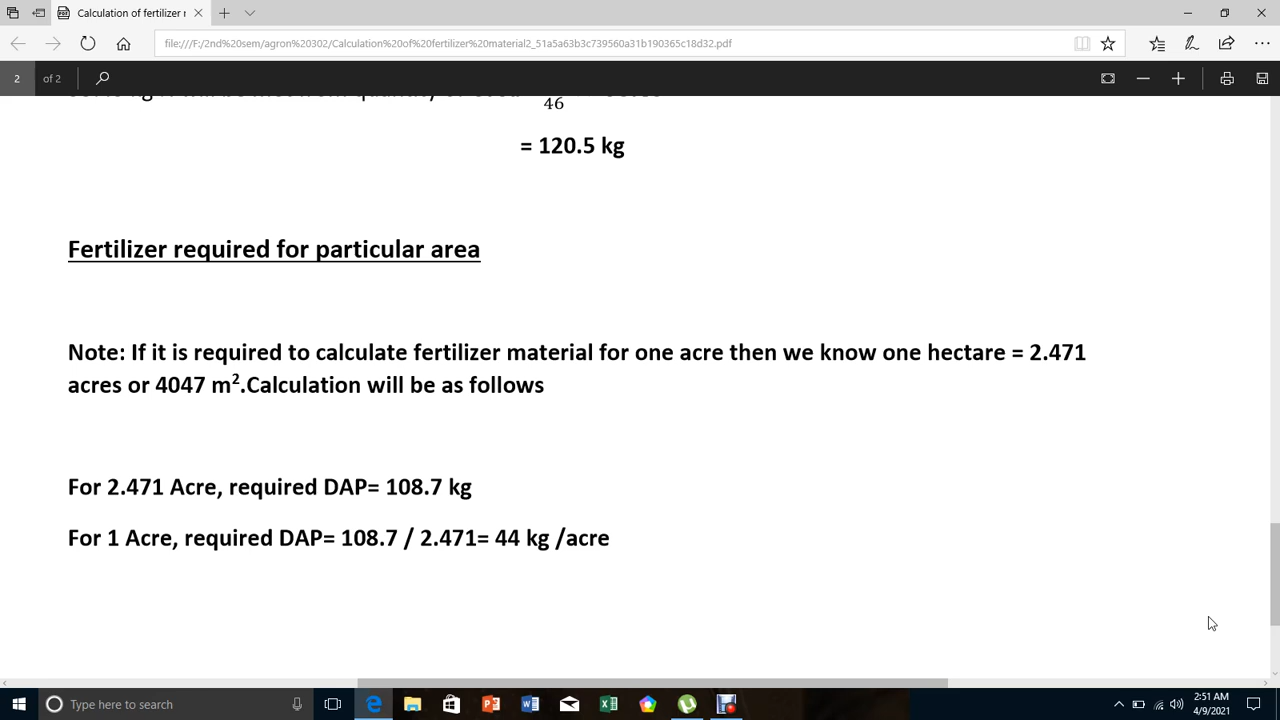 Calculation of fertilizer r
file:///F:/2nd%20sem/agron%20302/Calculation%20of%20fertilizer%20material2_51a5a63b3c739560a31b190365c18d32.pdf
2 of 2
46
= 120.5 kg
Fertilizer required for particular area
Note: If it is required to calculate fertilizer material for one acre then we know one hectare = 2.471
acres or 4047 m².Calculation will be as follows
For 2.471 Acre, required DAP= 108.7 kg
For 1 Acre, required DAP= 108.7 / 2.471= 44 kg /acre
Type here to search
2:51 AM
4/9/2021